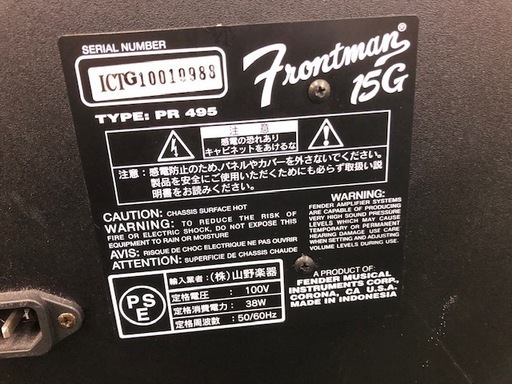 SERIAL NUMBER
ICTG10010988
TYPE: PR 495
Frontman®
15G
注　意
感電の恐れあり
キャビネットをあけるな
注意：感電防止のため、パネルやカバーを外さないでください。
製品を安全にご使用いただくためにも必らず取扱い説
明書をお読みください。
CAUTION: CHASSIS SURFACE HOT
WARNING: TO REDUCE THE RISK OF
FIRE OR ELECTRIC SHOCK, DO NOT EXPOSE THIS
EQUIPMENT TO RAIN OR MOISTURE
AVIS: RISQUE DE CHOC ELECTRIQUE NE PAS OUVRIR
ATTENTION: SUPERFICIE DE CHASSIS CHAUDE
WARNING:
FENDER AMPLIFIER SYSTEMS
ARE CAPABLE OF PRODUCING
VERY HIGH SOUND PRESSURE
LEVELS WHICH MAY CAUSE
TEMPORARY OR PERMANENT
HEARING DAMAGE USE CARE
WHEN SETTING AND ADJUSTING
VOLUME LEVELS DURING USE.
PS
E
輸入業者：(株)山野楽器
定格電圧：　100V
定格消費電力：　38W
定格周波数：　50/60Hz
A PRODUCT OF:
FENDER MUSICAL
INSTRUMENTS CORP.
CORONA, CA U.S.A.
MADE IN INDONESIA